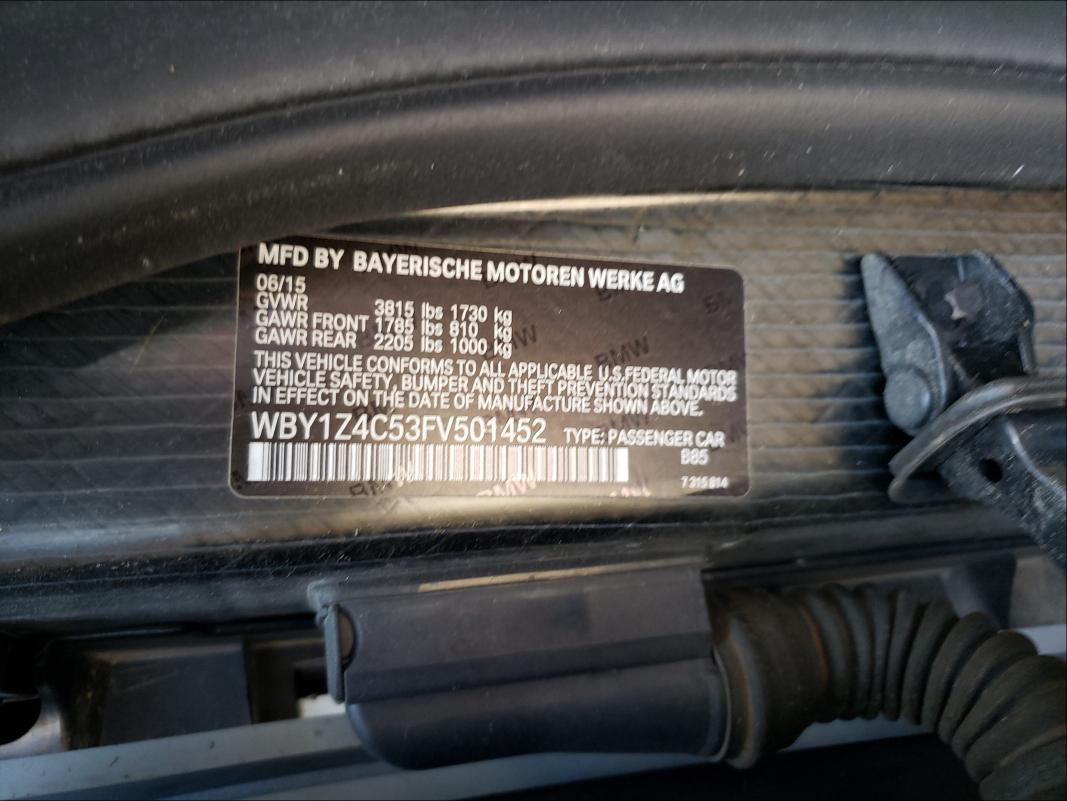 MFD BY BAYERISCHE MOTOREN WERKE AG
06/15
GVWR 3815 lbs 1730 kg
GAWR FRONT 1785 lbs 810 kg
GAWR REAR 2205 lbs 1000 kg
THIS VEHICLE CONFORMS TO ALL APPLICABLE U.S.FEDERAL MOTOR
VEHICLE SAFETY, BUMPER AND THEFT PREVENTION STANDARDS
IN EFFECT ON THE DATE OF MANUFACTURE SHOWN ABOVE.
WBY1Z4C53FV501452 TYPE: PASSENGER CAR
B85
7 315 814